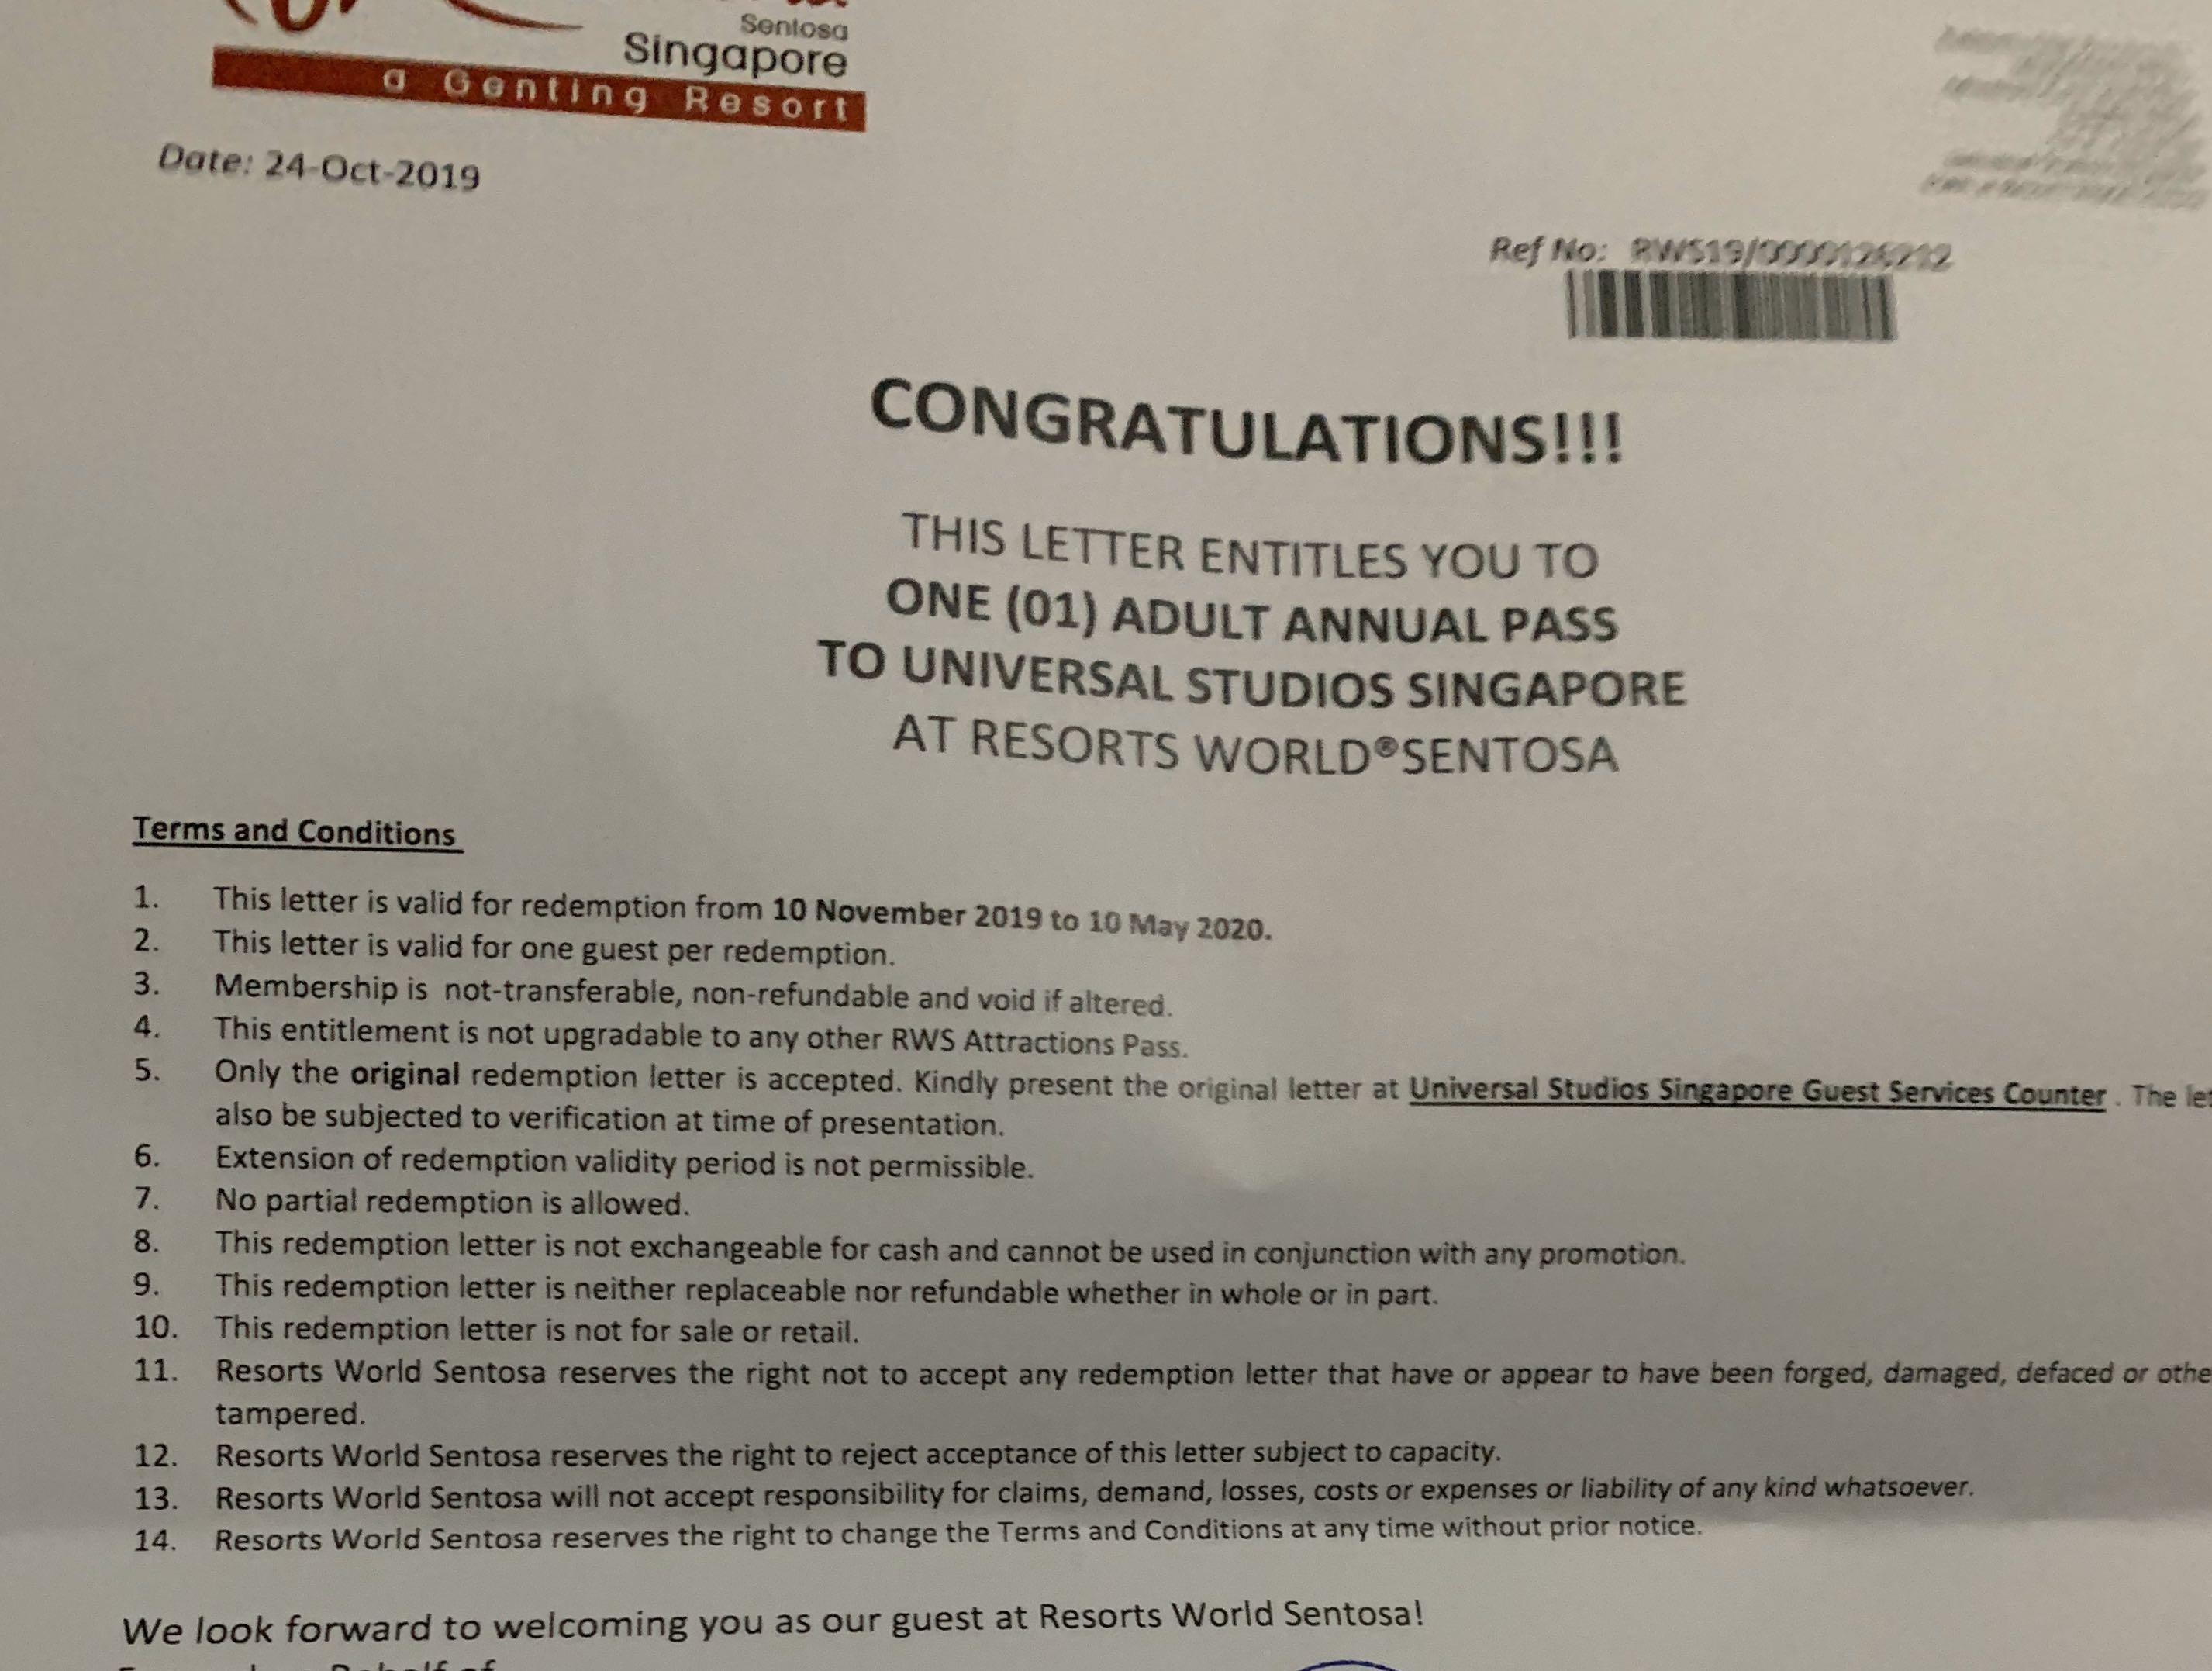 Sentosa
Singapore
a Genting Resort
Date: 24-Oct-2019
Ref No:
CONGRATULATIONS!!!
THIS LETTER ENTITLES YOU TO
ONE (01) ADULT ANNUAL PASS
TO UNIVERSAL STUDIOS SINGAPORE
AT RESORTS WORLD®SENTOSA
Terms and Conditions
1. This letter is valid for redemption from 10 November 2019 to 10 May 2020.
2. This letter is valid for one guest per redemption.
3. Membership is not-transferable, non-refundable and void if altered.
4. This entitlement is not upgradable to any other RWS Attractions Pass.
5. Only the original redemption letter is accepted. Kindly present the original letter at Universal Studios Singapore Guest Services Counter . The
also be subjected to verification at time of presentation.
6. Extension of redemption validity period is not permissible.
7. No partial redemption is allowed.
8. This redemption letter is not exchangeable for cash and cannot be used in conjunction with any promotion.
9. This redemption letter is neither replaceable nor refundable whether in whole or in part.
10. This redemption letter is not for sale or retail.
11. Resorts World Sentosa reserves the right not to accept any redemption letter that have or appear to have been forged, damaged, defaced or
tampered.
12. Resorts World Sentosa reserves the right to reject acceptance of this letter subject to capacity.
13. Resorts World Sentosa will not accept responsibility for claims, demand, losses, costs or expenses or liability of any kind whatsoever.
14. Resorts World Sentosa reserves the right to change the Terms and Conditions at any time without prior notice.
We look forward to welcoming you as our guest at Resorts World Sentosa!